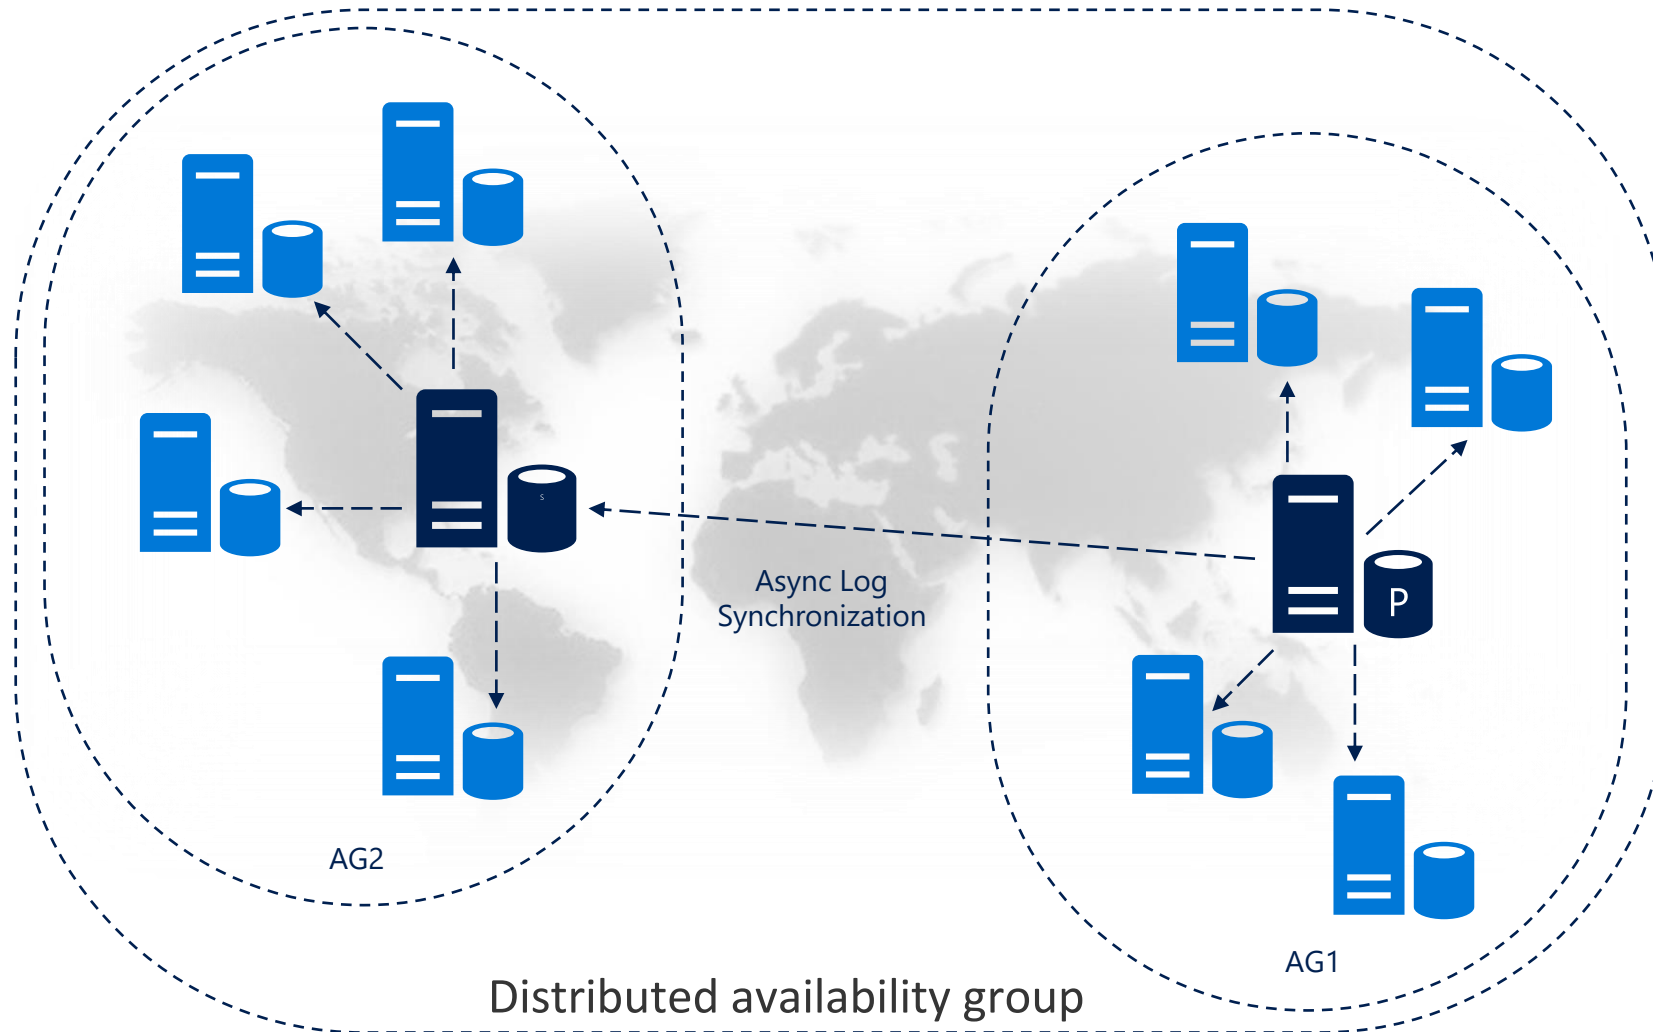 S
Async Log
Synchronization
P
AG2
AG1
Distributed availability group